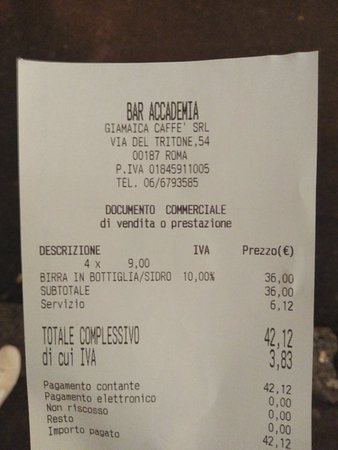 BAR ACCADEMIA
GIAMAICA CAFFE' SRL
VIA DEL TRITONE,54
00187 ROMA
P.IVA 01845911005
TEL. 06/6793585
DOCUMENTO COMMERCIALE
di vendita o prestazione
DESCRIZIONE IVA Prezzo(€)
4 x 9,00
BIRRA IN BOTTIGLIA/SIDRO 10,00% 36,00
SUBTOTALE 36,00
Servizio 6,12
TOTALE COMPLESSIVO 42,12
di cui IVA 3,83
Pagamento contante 42,12
Pagamento elettronico 0,00
Non riscosso 0,00
Resto 0,00
Importo pagato 42,12